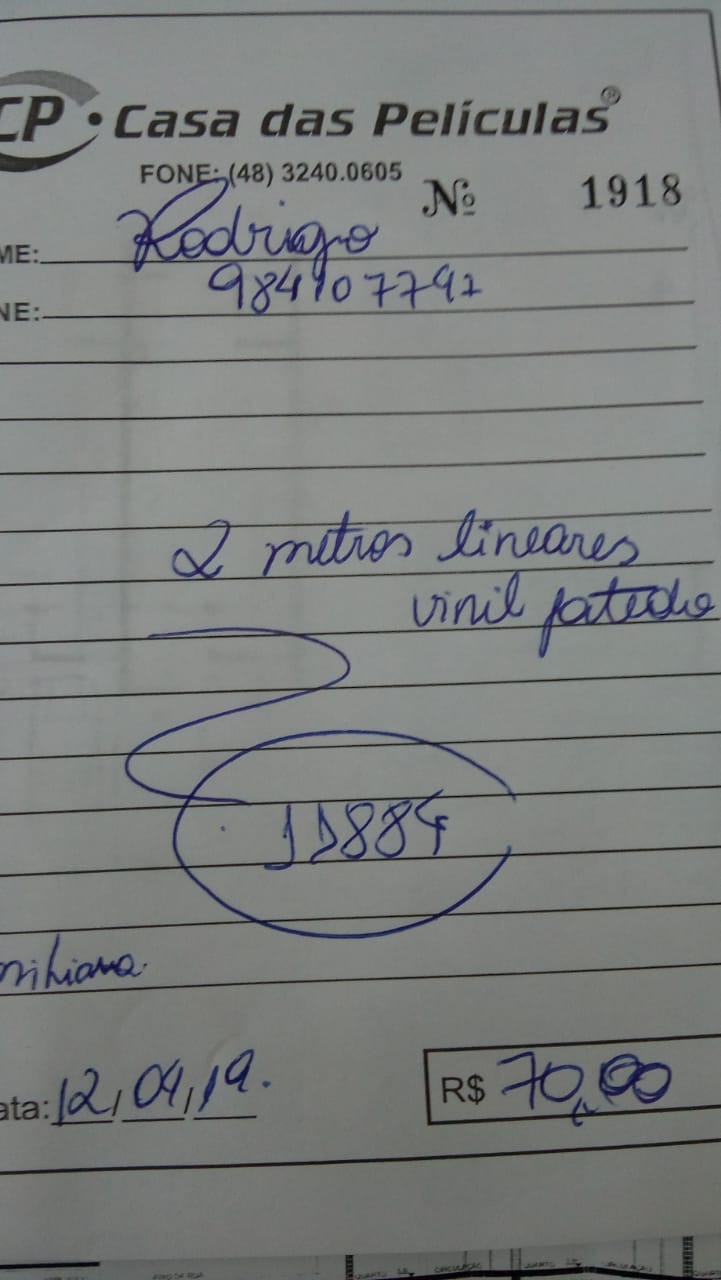 CP • Casa das Películas®
FONE: (48) 3240.0605
Nº 1918
ME: Rodrigo
NE: 984107797
2 metros lineares
vinil jateado
11884
miliana.
ata: 12, 04, 19.
R$ 70,00